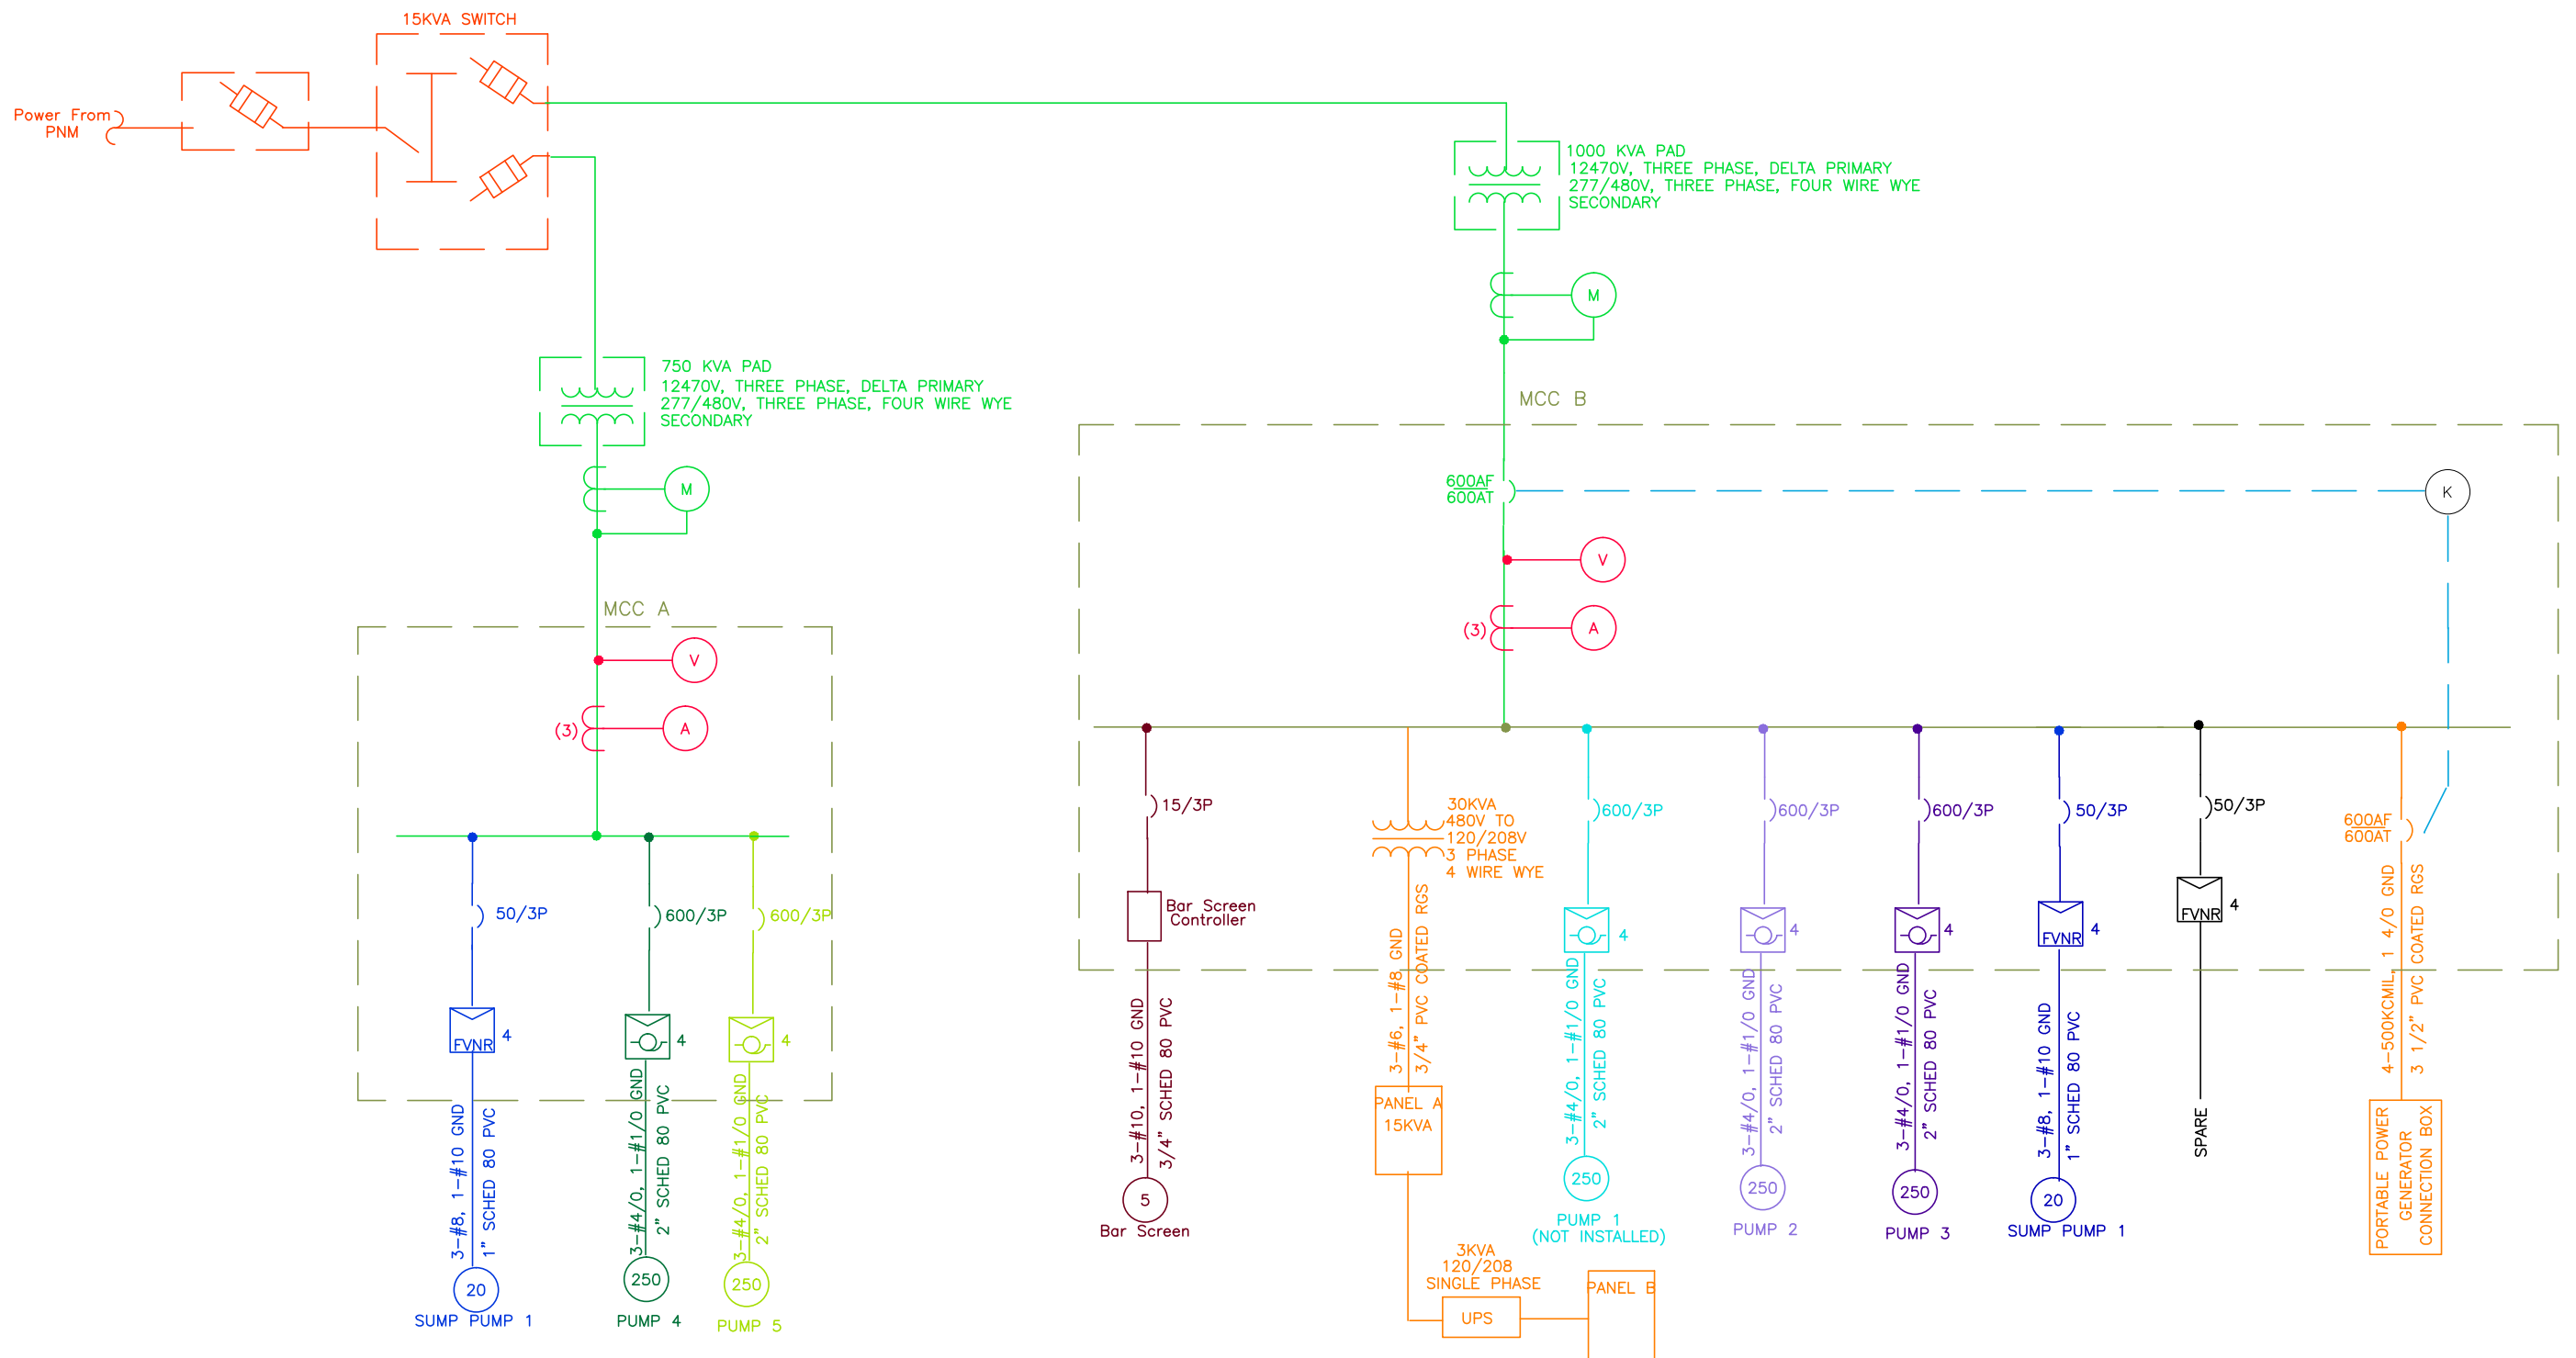 15KVA SWITCH
Power From
PNM
1000 KVA PAD
12470V, THREE PHASE, DELTA PRIMARY
277/480V, THREE PHASE, FOUR WIRE WYE
SECONDARY
M
750 KVA PAD
12470V, THREE PHASE, DELTA PRIMARY
277/480V, THREE PHASE, FOUR WIRE WYE
SECONDARY
M
MCC A
V
(3)
A
50/3P
600/3P
600/3P
FVNR
4
4
4
3-#8, 1-#10 GND
1" SCHED 80 PVC
3-#4/0, 1-#1/0 GND
2" SCHED 80 PVC
3-#4/0, 1-#1/0 GND
2" SCHED 80 PVC
20
SUMP PUMP 1
250
PUMP 4
250
PUMP 5
MCC B
600AF
600AT
K
V
(3)
A
15/3P
30KVA
480V TO
120/208V
3 PHASE
4 WIRE WYE
600/3P
600/3P
600/3P
50/3P
50/3P
600AF
600AT
Bar Screen
Controller
4
4
4
FVNR
4
FVNR
4
3-#10, 1-#10 GND
3/4" SCHED 80 PVC
3-#6, 1-#8 GND
3/4" PVC COATED RGS
3-#4/0, 1-#1/0 GND
2" SCHED 80 PVC
3-#4/0, 1-#1/0 GND
2" SCHED 80 PVC
3-#4/0, 1-#1/0 GND
2" SCHED 80 PVC
3-#8, 1-#10 GND
1" SCHED 80 PVC
SPARE
4-500KCMIL, 1 4/0 GND
3 1/2" PVC COATED RGS
5
Bar Screen
PANEL A
15KVA
250
PUMP 1
(NOT INSTALLED)
250
PUMP 2
250
PUMP 3
20
SUMP PUMP 1
PORTABLE POWER
GENERATOR
CONNECTION BOX
3KVA
120/208
SINGLE PHASE
UPS
PANEL B